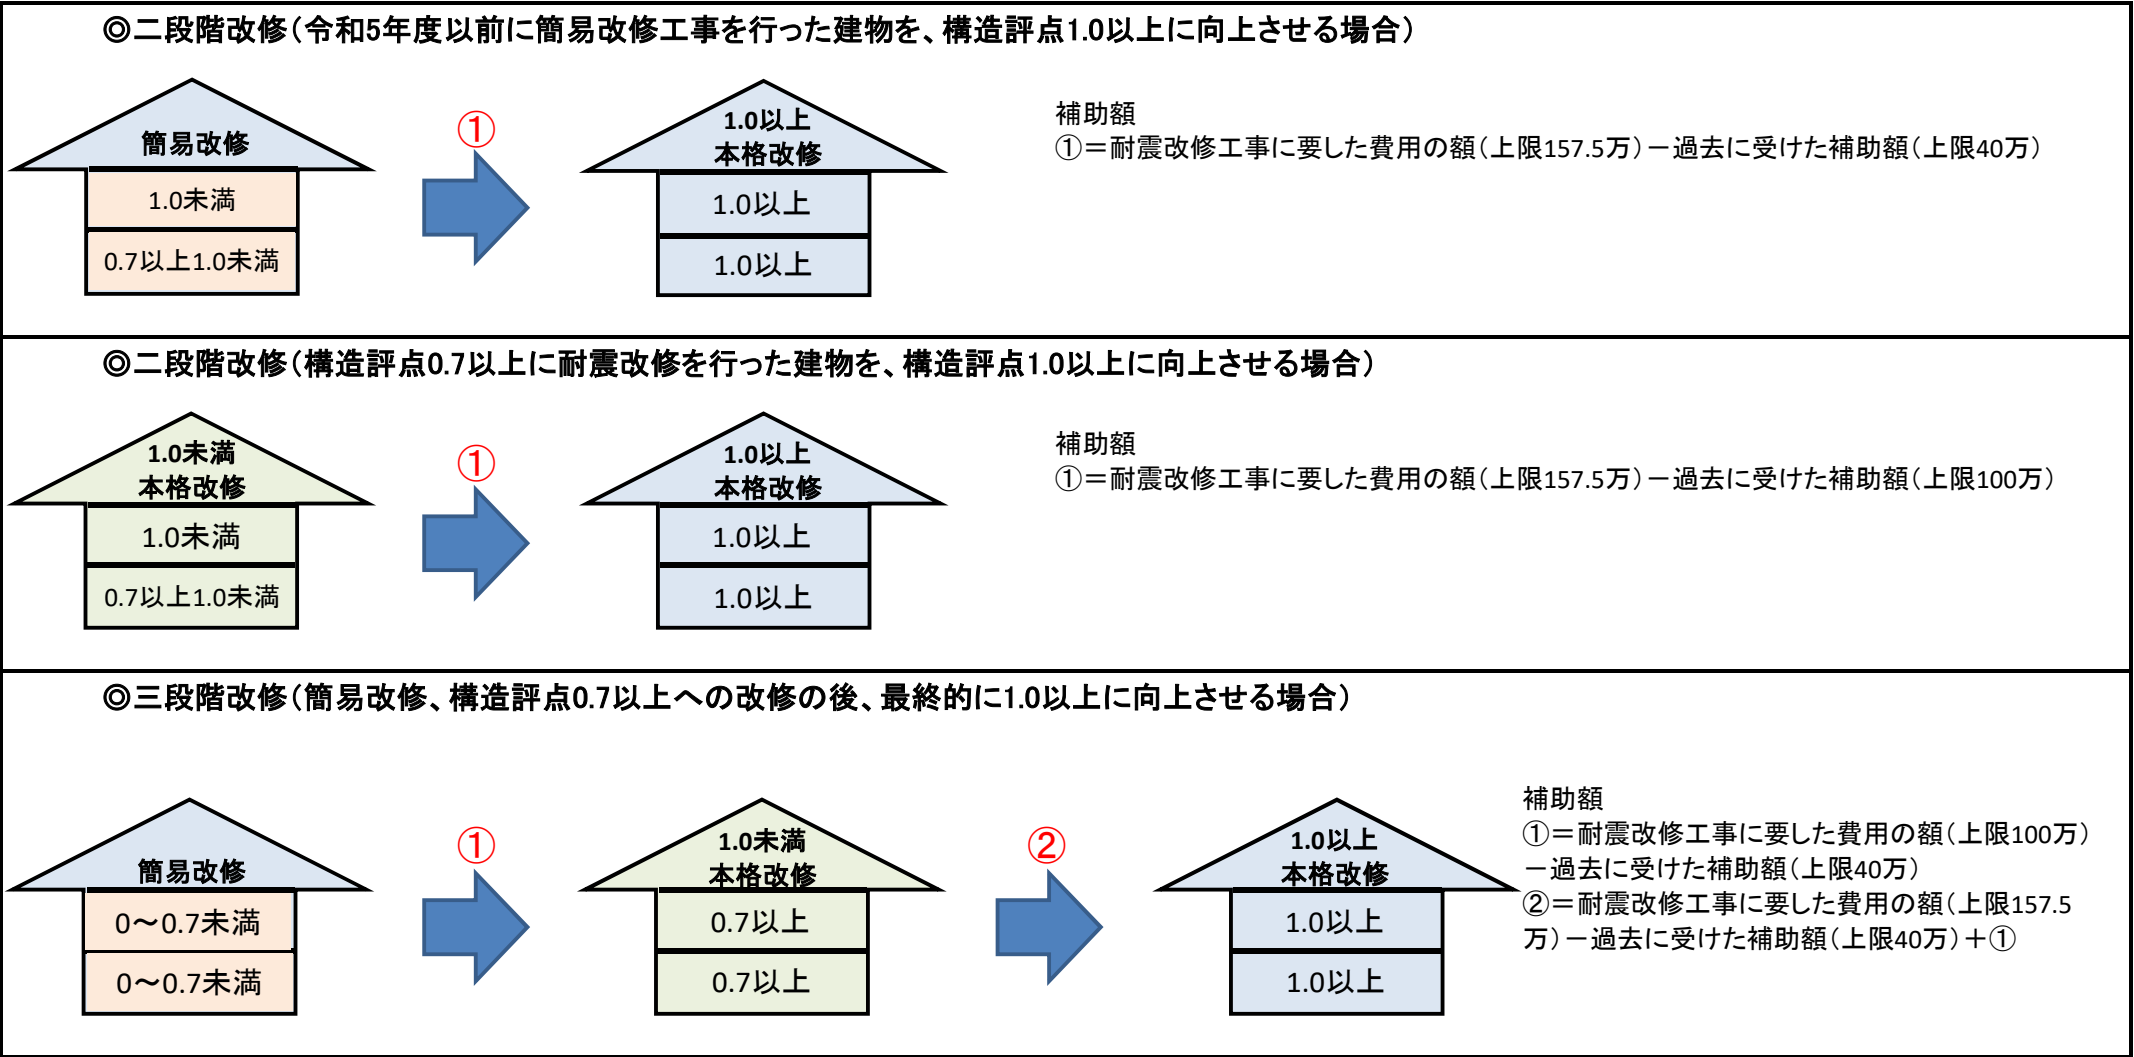 ◎二段階改修(令和5年度以前に簡易改修工事を行った建物を、構造評点1.0以上に向上させる場合)
簡易改修
1.0未満
0.7以上1.0未満
①
1.0以上
本格改修
1.0以上
1.0以上
補助額
①=耐震改修工事に要した費用の額(上限157.5万)-過去に受けた補助額(上限40万)
◎二段階改修(構造評点0.7以上に耐震改修を行った建物を、構造評点1.0以上に向上させる場合)
1.0未満
本格改修
1.0未満
0.7以上1.0未満
①
1.0以上
本格改修
1.0以上
1.0以上
補助額
①=耐震改修工事に要した費用の額(上限157.5万)-過去に受けた補助額(上限100万)
◎三段階改修(簡易改修、構造評点0.7以上への改修の後、最終的に1.0以上に向上させる場合)
簡易改修
0~0.7未満
0~0.7未満
①
1.0未満
本格改修
0.7以上
0.7以上
②
1.0以上
本格改修
1.0以上
1.0以上
補助額
①=耐震改修工事に要した費用の額(上限100万)
-過去に受けた補助額(上限40万)
②=耐震改修工事に要した費用の額(上限157.5
万)-過去に受けた補助額(上限40万)+①